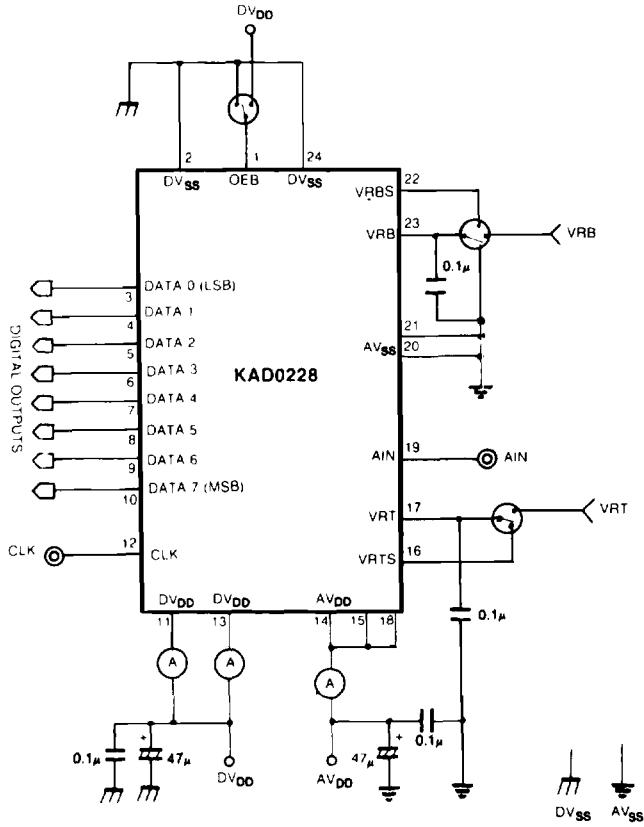 DVDD
2 1 24
DVSS OEB DVSS
VRBS 22
VRB 23 VRB
0.1μ
21
AVSS 20
KAD0228
DIGITAL OUTPUTS
3 DATA 0 (LSB)
4 DATA 1
5 DATA 2
6 DATA 3
7 DATA 4
8 DATA 5
9 DATA 6
10 DATA 7 (MSB)
AIN 19 AIN
VRT 17 VRT
VRTS 16
CLK 12 CLK
DVDD DVDD AVDD
11 13 14 15 18
A A A
0.1μ
0.1μ 47μ DVDD AVDD 47μ 0.1μ
DVSS AVSS